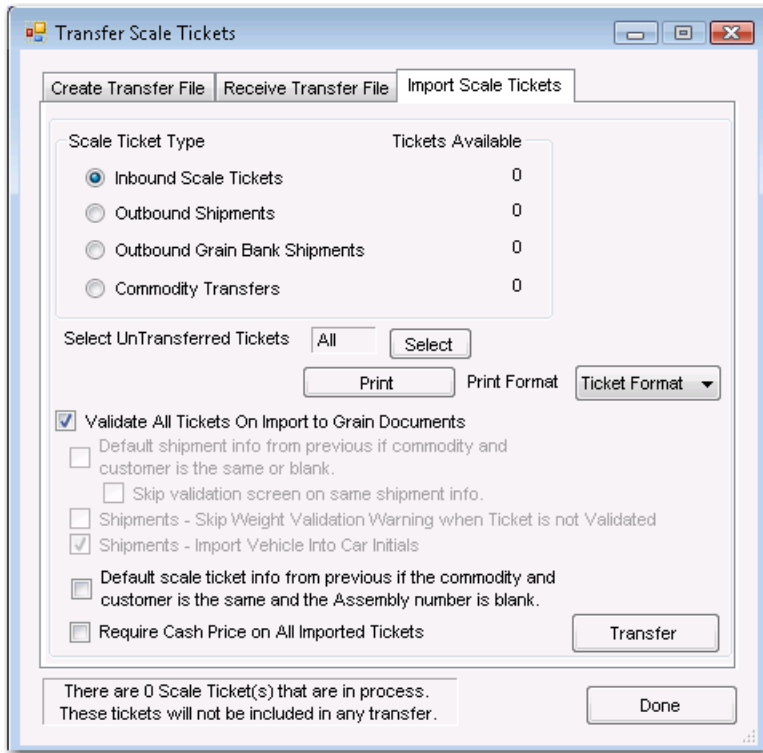 Transfer Scale Tickets
Create Transfer File Receive Transfer File Import Scale Tickets
Scale Ticket Type Tickets Available
Inbound Scale Tickets 0
Outbound Shipments 0
Outbound Grain Bank Shipments 0
Commodity Transfers 0
Select UnTransferred Tickets All Select
Print Print Format Ticket Format
Validate All Tickets On Import to Grain Documents
Default shipment info from previous if commodity and
customer is the same or blank.
Skip validation screen on same shipment info.
Shipments - Skip Weight Validation Warning when Ticket is not Validated
Shipments - Import Vehicle Into Car Initials
Default scale ticket info from previous if the commodity and
customer is the same and the Assembly number is blank.
Require Cash Price on All Imported Tickets Transfer
There are 0 Scale Ticket(s) that are in process.
These tickets will not be included in any transfer. Done